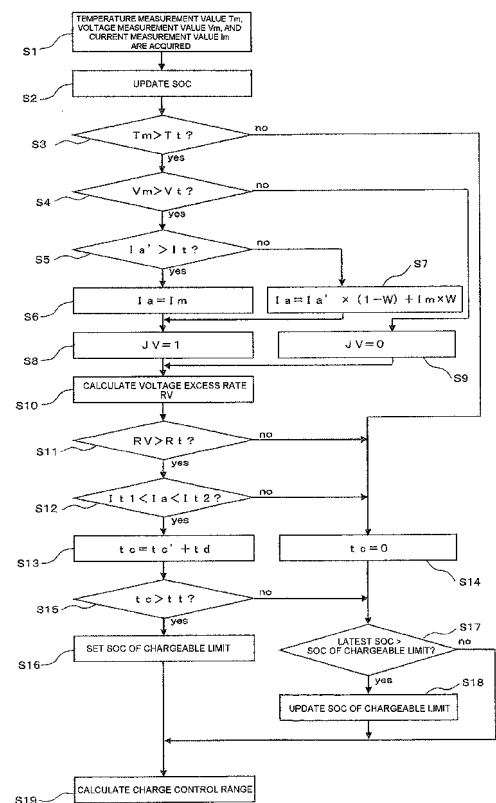 TEMPERATURE MEASUREMENT VALUE Tm,
VOLTAGE MEASUREMENT VALUE Vm, AND
CURRENT MEASUREMENT VALUE Im
ARE ACQUIRED
S1
UPDATE SOC
S2
Tm>Tt?
no
S3
yes
Vm>Vt?
no
S4
yes
Ia'>It?
no
S5
yes
S7
Ia=Im
Ia=Ia' ×(1-W)+Im×W
S6
JV=1
JV=0
S8
S9
CALCULATE VOLTAGE EXCESS RATE
RV
S10
RV>Rt?
no
S11
yes
It1<Ia<It2?
no
S12
yes
tc=tc'+td
tc=0
S13
S14
tc>tt?
no
S15
yes
S17
SET SOC OF CHARGEABLE LIMIT
LATEST SOC >
SOC OF CHARGEABLE LIMIT?
no
S16
yes
S18
UPDATE SOC OF CHARGEABLE LIMIT
CALCULATE CHARGE CONTROL RANGE
S19